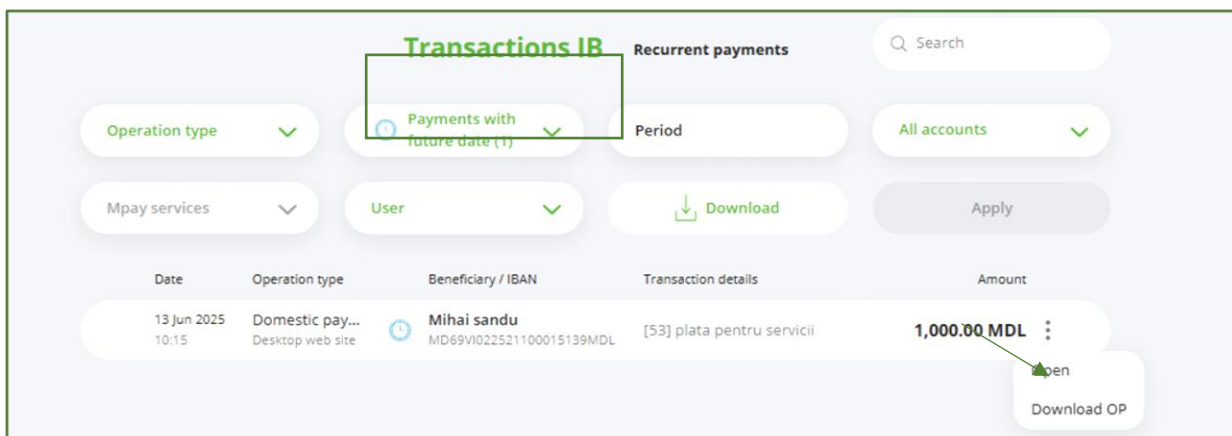 Transactions IB
Recurrent payments
Search
Operation type
Payments with
future date (1)
Period
All accounts
Mpay services
User
Download
Apply
Date
Operation type
Beneficiary / IBAN
Transaction details
Amount
13 Jun 2025
10:15
Domestic pay...
Desktop web site
Mihai sandu
MD69VI022521100015139MDL
[53] plata pentru servicii
1,000.00 MDL
Open
Download OP